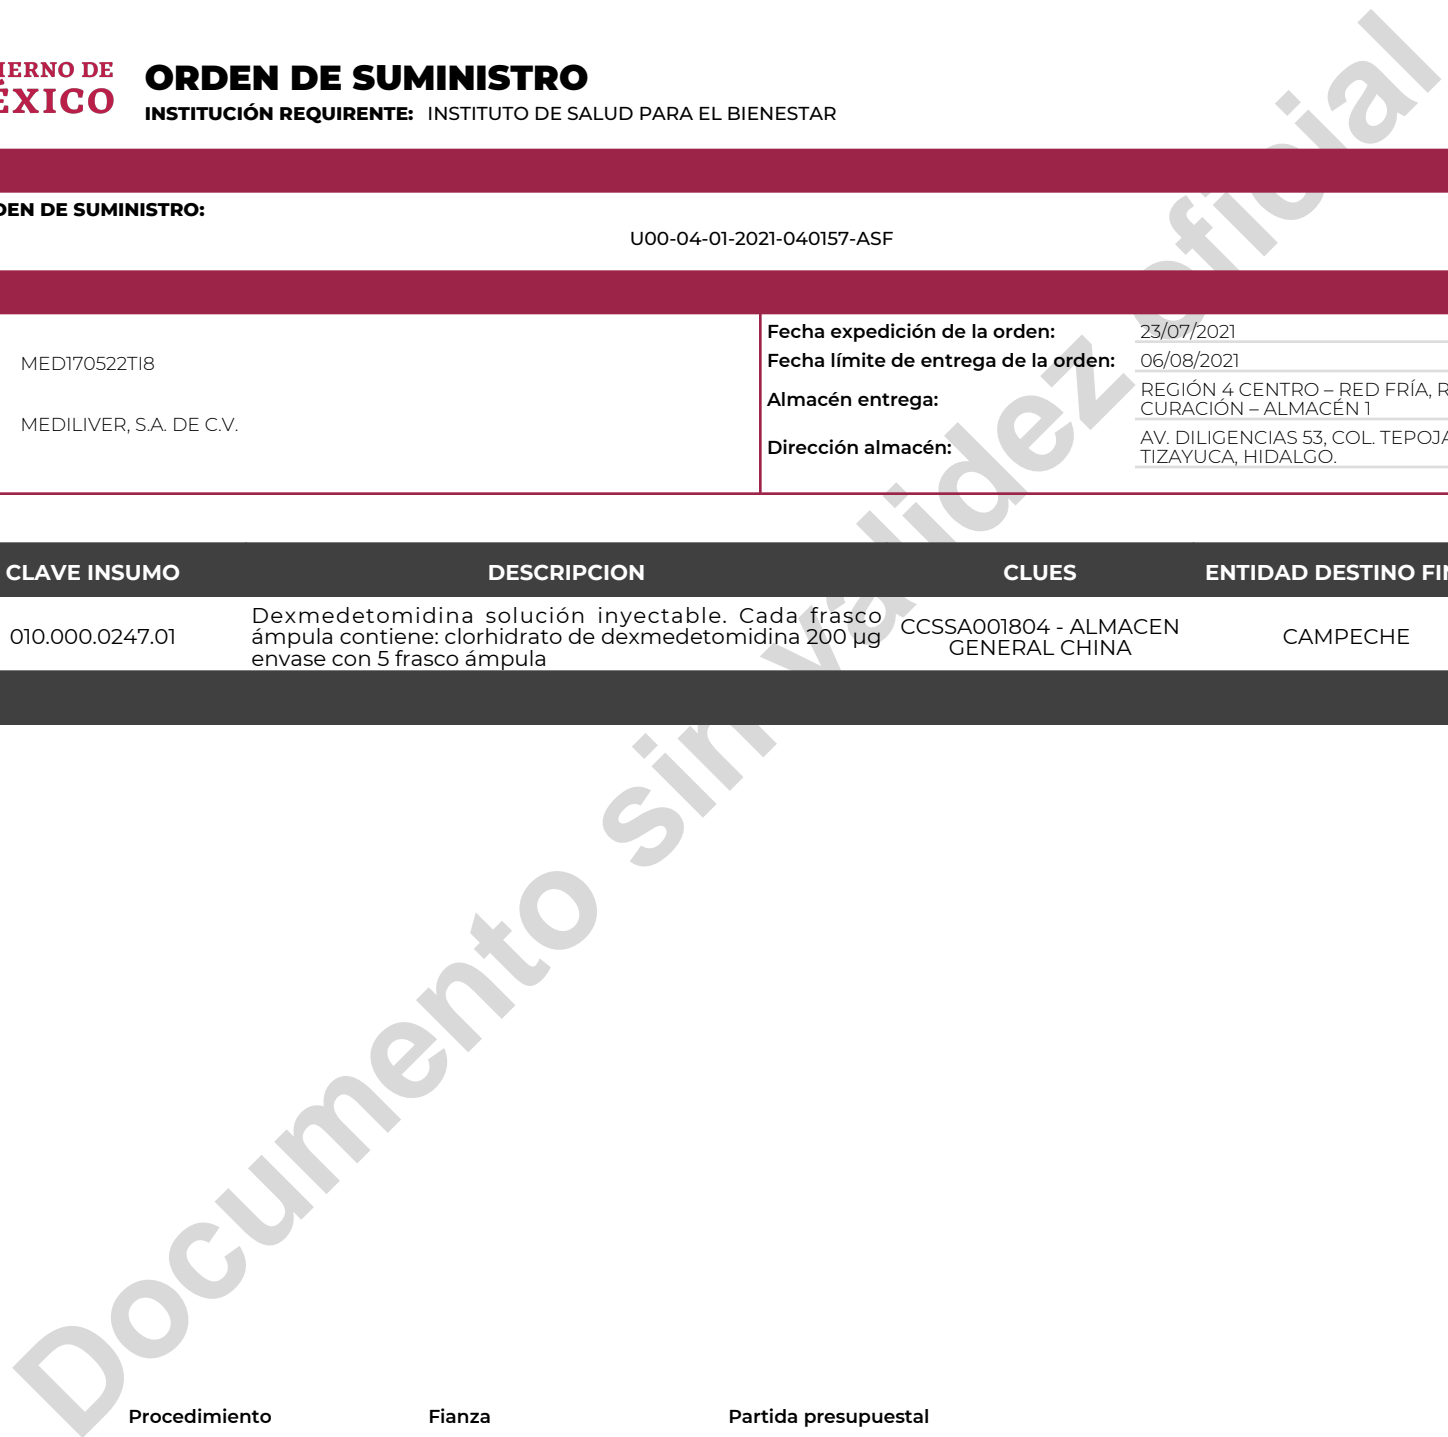 IERNO DE
ÉXICO
ORDEN DE SUMINISTRO
INSTITUCIÓN REQUIRENTE: INSTITUTO DE SALUD PARA EL BIENESTAR
DEN DE SUMINISTRO:
U00-04-01-2021-040157-ASF
MED170522TI8
MEDILIVER, S.A. DE C.V.
Fecha expedición de la orden: 23/07/2021
Fecha límite de entrega de la orden: 06/08/2021
Almacén entrega: REGIÓN 4 CENTRO – RED FRÍA, R
CURACIÓN – ALMACÉN 1
Dirección almacén: AV. DILIGENCIAS 53, COL. TEPOJA
TIZAYUCA, HIDALGO.
CLAVE INSUMO DESCRIPCION CLUES ENTIDAD DESTINO FIN
010.000.0247.01
Dexmedetomidina solución inyectable. Cada frasco
ámpula contiene: clorhidrato de dexmedetomidina 200 µg
envase con 5 frasco ámpula
CCSSA001804 - ALMACEN
GENERAL CHINA
CAMPECHE
Documento sin validez oficial
Procedimiento Fianza Partida presupuestal